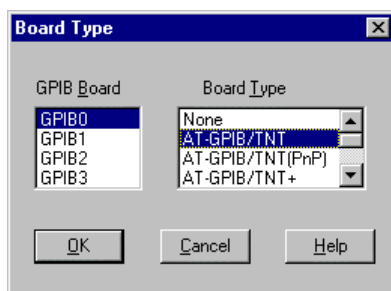 Board Type
GPIB Board
Board Type
GPIB0
GPIB1
GPIB2
GPIB3
None
AT-GPIB/TNT
AT-GPIB/TNT(PnP)
AT-GPIB/TNT+
OK
Cancel
Help